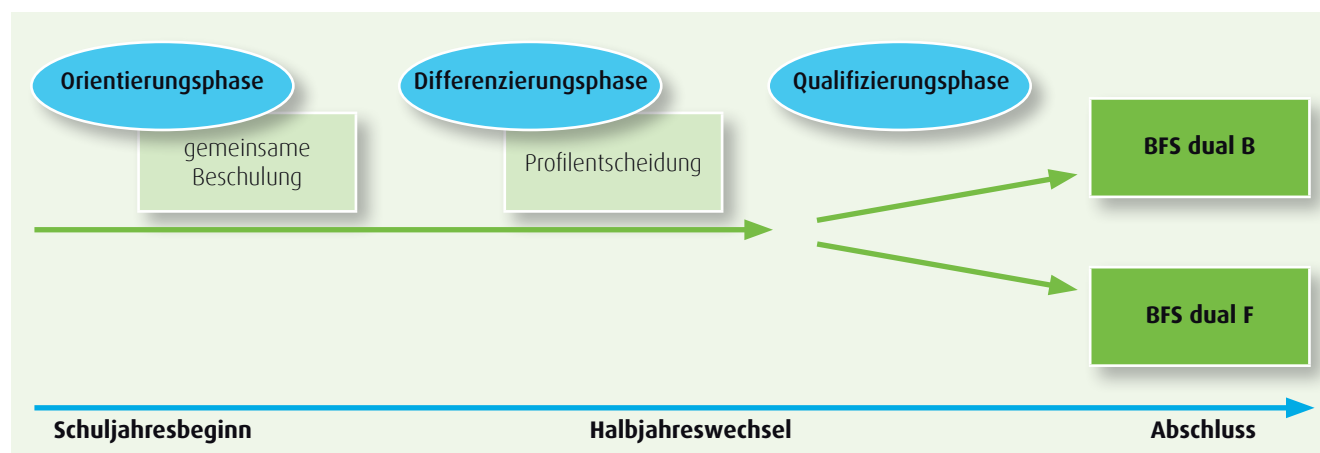 Orientierungsphase
Differenzierungsphase
Qualifizierungsphase
gemeinsame
Beschulung
Profilentscheidung
BFS dual B
BFS dual F
Schuljahresbeginn
Halbjahreswechsel
Abschluss